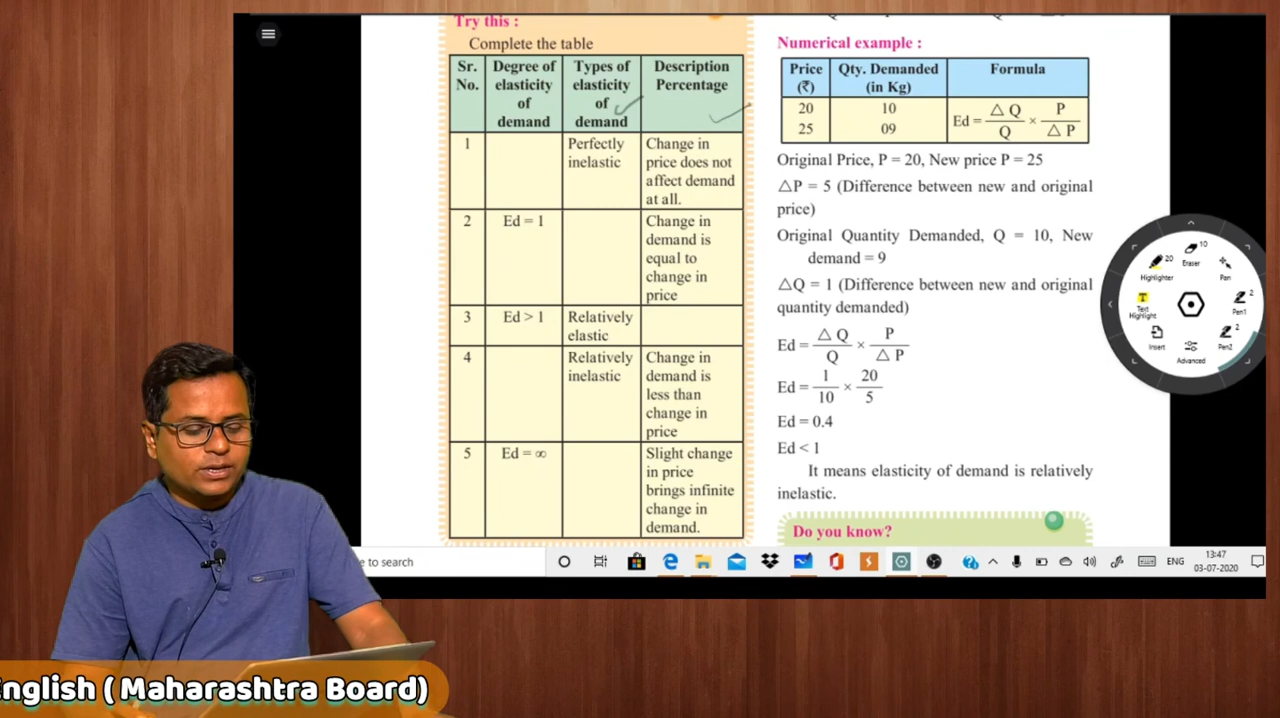 Try this :
Complete the table
Sr. No. Degree of elasticity of demand Types of elasticity of demand Description Percentage
1 Perfectly inelastic Change in price does not affect demand at all.
2 Ed = 1 Change in demand is equal to change in price
3 Ed > 1 Relatively elastic
4 Relatively inelastic Change in demand is less than change in price
5 Ed = ∞ Slight change in price brings infinite change in demand.
Numerical example :
Price (₹) Qty. Demanded (in Kg) Formula
20 10
25 09
Ed = △Q/Q × P/△P
Original Price, P = 20, New price P = 25
△P = 5 (Difference between new and original
price)
Original Quantity Demanded, Q = 10, New
demand = 9
△Q = 1 (Difference between new and original
quantity demanded)
Ed = △Q/Q × P/△P
Ed = 1/10 × 20/5
Ed = 0.4
Ed < 1
It means elasticity of demand is relatively
inelastic.
Do you know?
10
Eraser
20
Highlighter
Pen
Text Highlight
2
Pen1
Insert
2
Pen2
Advanced
e to search
ENG
13:47
03-07-2020
English ( Maharashtra Board)